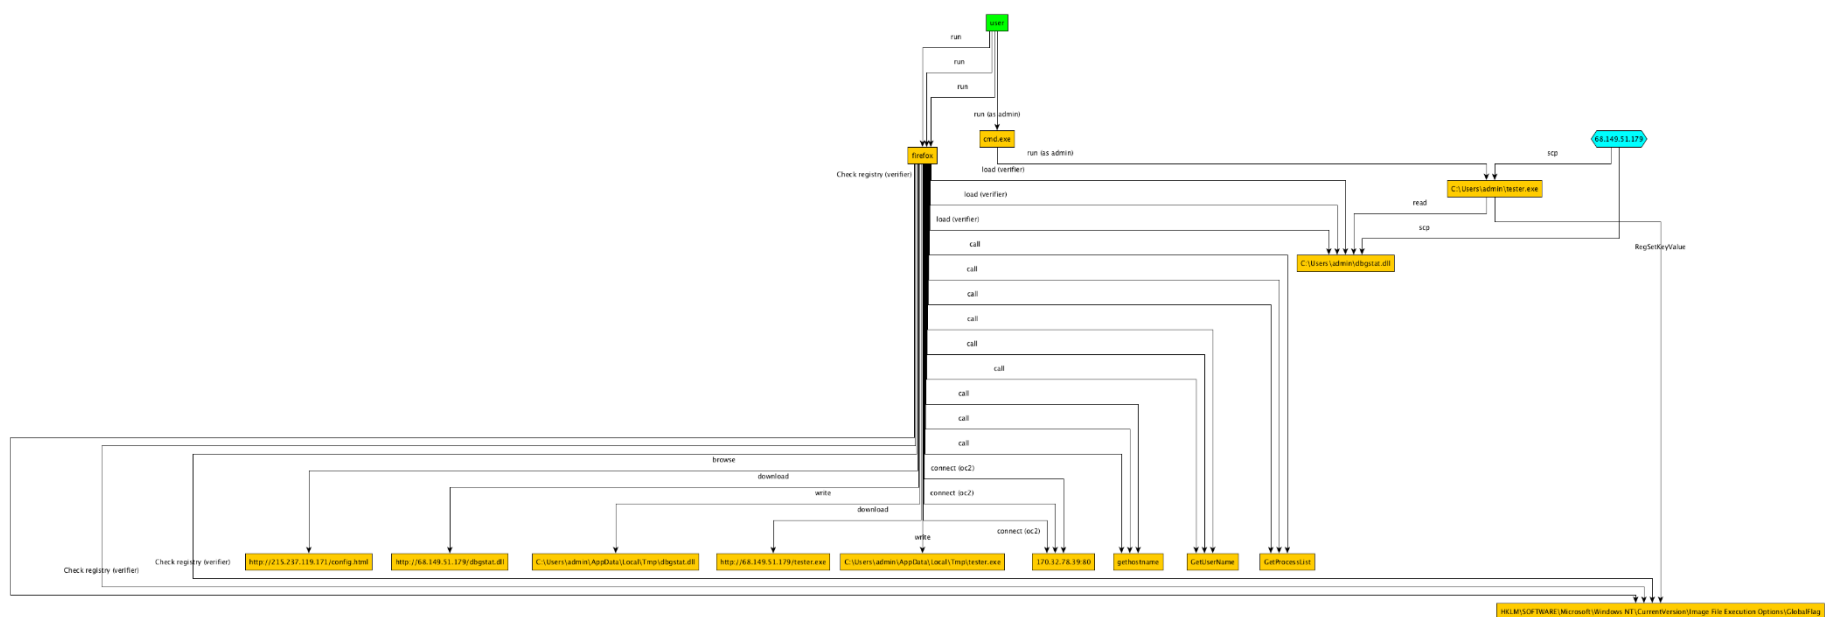 user
run
run
run
run (as admin)
cmd.exe
68.149.51.179
run (as admin)
scp
firefox
load (verifier)
Check registry (verifier)
C:\Users\admin\tester.exe
load (verifier)
read
load (verifier)
scp
call
RegSetKeyValue
C:\Users\admin\dbgstat.dll
call
call
call
call
call
call
call
call
browse
connect (oc2)
download
write
connect (oc2)
download
connect (oc2)
write
Check registry (verifier)
http://215.237.119.171/config.html
http://68.149.51.179/dbgstat.dll
C:\Users\admin\AppData\Local\Tmp\dbgstat.dll
http://68.149.51.179/tester.exe
C:\Users\admin\AppData\Local\Tmp\tester.exe
170.32.78.39:80
gethostname
GetUserName
GetProcessList
Check registry (verifier)
HKLM\SOFTWARE\Microsoft\Windows NT\CurrentVersion\Image File Execution Options\GlobalFlag